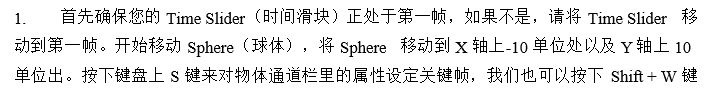 1. 首先确保您的 Time Slider（时间滑块）正处于第一帧，如果不是，请将 Time Slider 移
动到第一帧。开始移动 Sphere（球体），将 Sphere 移动到 X 轴上-10 单位处以及 Y 轴上 10
单位出。按下键盘上 S 键来对物体通道栏里的属性设定关键帧，我们也可以按下 Shift + W 键